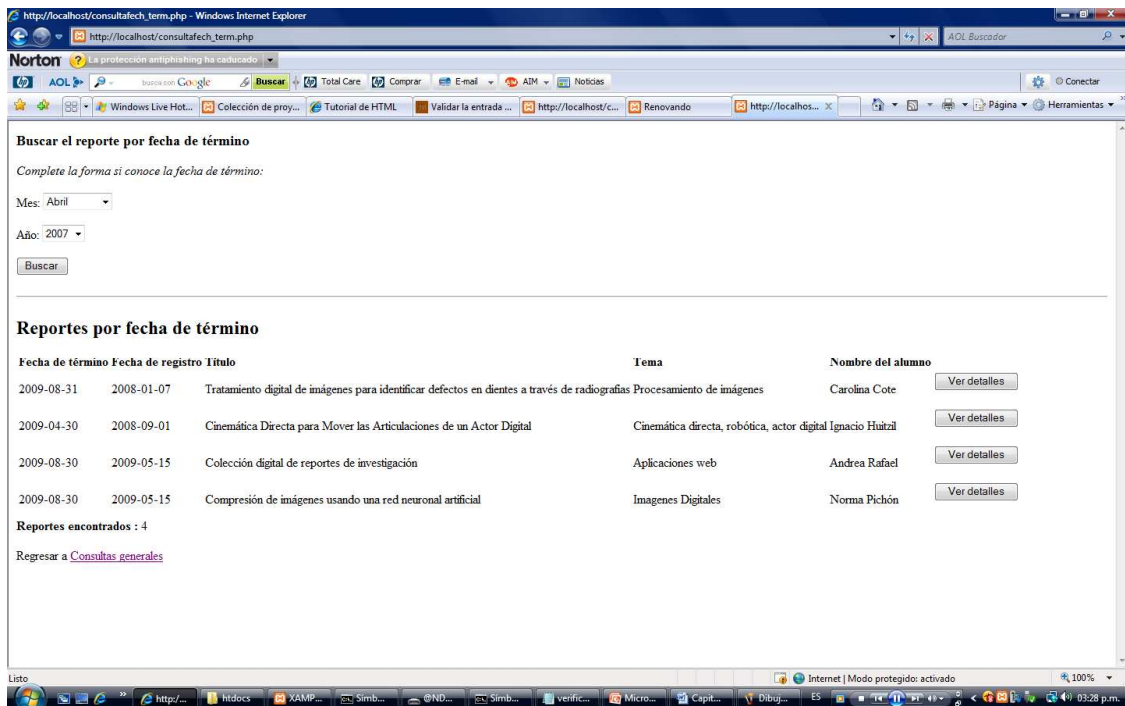 http://localhost/consultafech_term.php - Windows Internet Explorer
http://localhost/consultafech_term.php
AOL Buscador
Norton La protección antiphishing ha caducado
AOL busca con Google Buscar Total Care Comprar E-mail AIM Noticias Conectar
Windows Live Hot... Colección de proy... Tutorial de HTML Validar la entrada ... http://localhost/c... Renovando http://localhos... X Página Herramientas
Buscar el reporte por fecha de término
Complete la forma si conoce la fecha de término:
Mes: Abril
Año: 2007
Buscar
Reportes por fecha de término
Fecha de término Fecha de registro Título Tema Nombre del alumno
2009-08-31 2008-01-07 Tratamiento digital de imágenes para identificar defectos en dientes a través de radiografías Procesamiento de imágenes Carolina Cote Ver detalles
2009-04-30 2008-09-01 Cinemática Directa para Mover las Articulaciones de un Actor Digital Cinemática directa, robótica, actor digital Ignacio Huitzil Ver detalles
2009-08-30 2009-05-15 Colección digital de reportes de investigación Aplicaciones web Andrea Rafael Ver detalles
2009-08-30 2009-05-15 Compresión de imágenes usando una red neuronal artificial Imagenes Digitales Norma Pichón Ver detalles
Reportes encontrados : 4
Regresar a Consultas generales
Listo Internet | Modo protegido: activado 100%
http:/... htdocs XAMP... Simb... @ND... Simb... verific... Micro... Capit... Dibuj... ES 03:28 p.m.